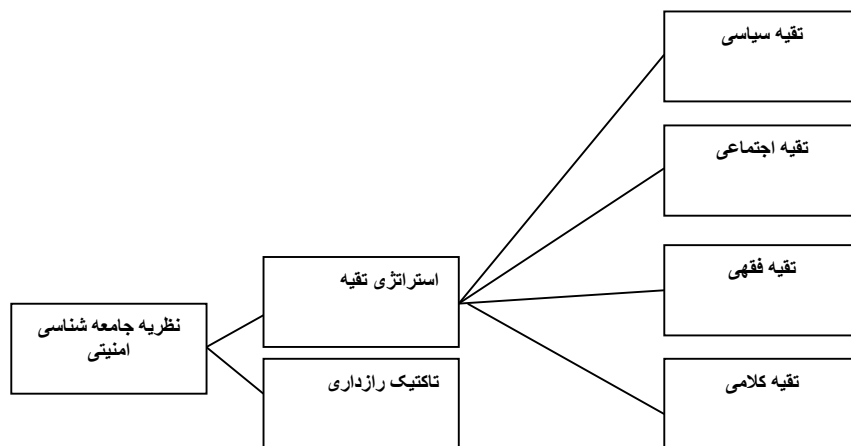 تقیه سیاسی
تقیه اجتماعی
استراتژی تقیه
تقیه فقهی
نظریه جامعه شناسی
امنیتی
تاکتیک رازداری
تقیه کلامی